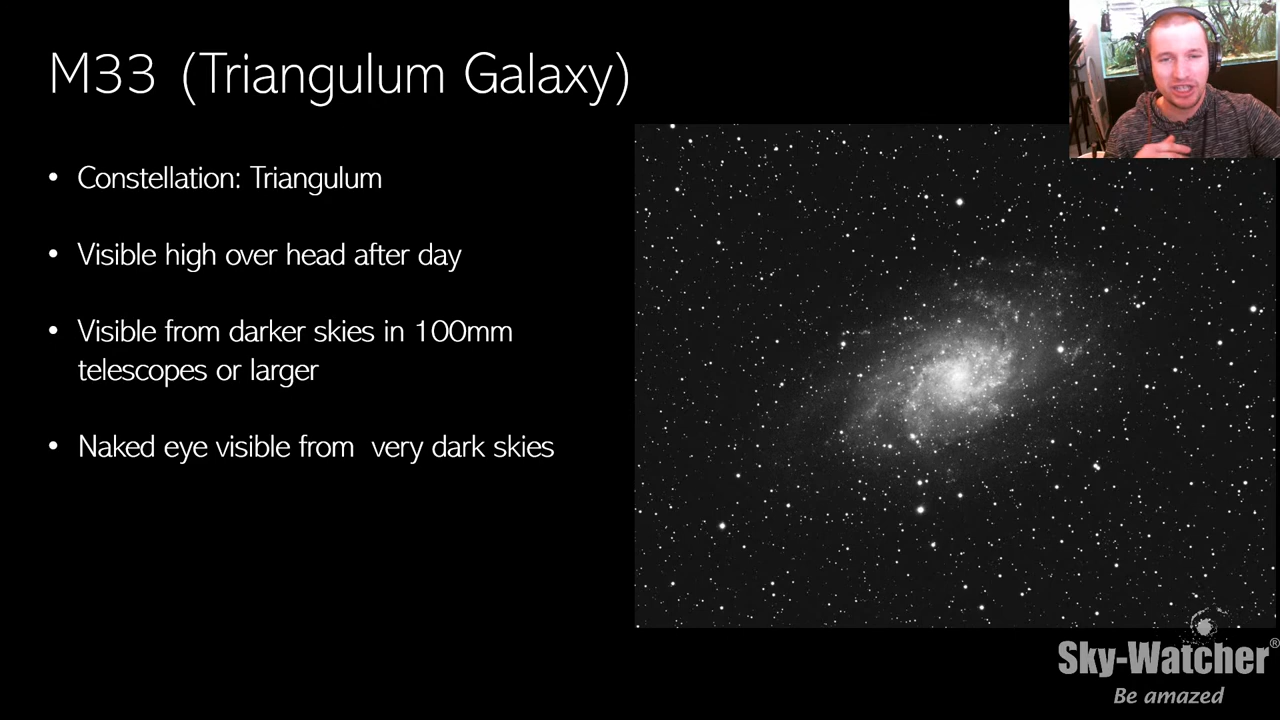 M33 (Triangulum Galaxy)
• Constellation: Triangulum
• Visible high over head after day
• Visible from darker skies in 100mm
telescopes or larger
• Naked eye visible from  very dark skies
Sky-Watcher®
Be amazed